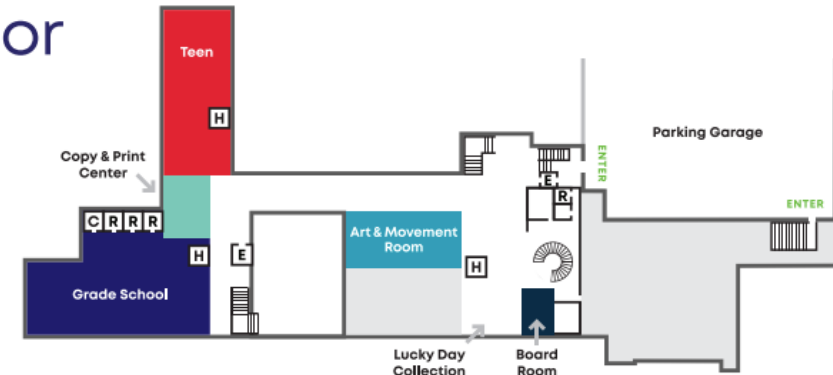 or
Teen
H
Parking Garage
Copy & Print
Center
ENTER
E
R
ENTER
C R R R
Art & Movement
Room
H
E
H
Grade School
Lucky Day
Collection
Board
Room